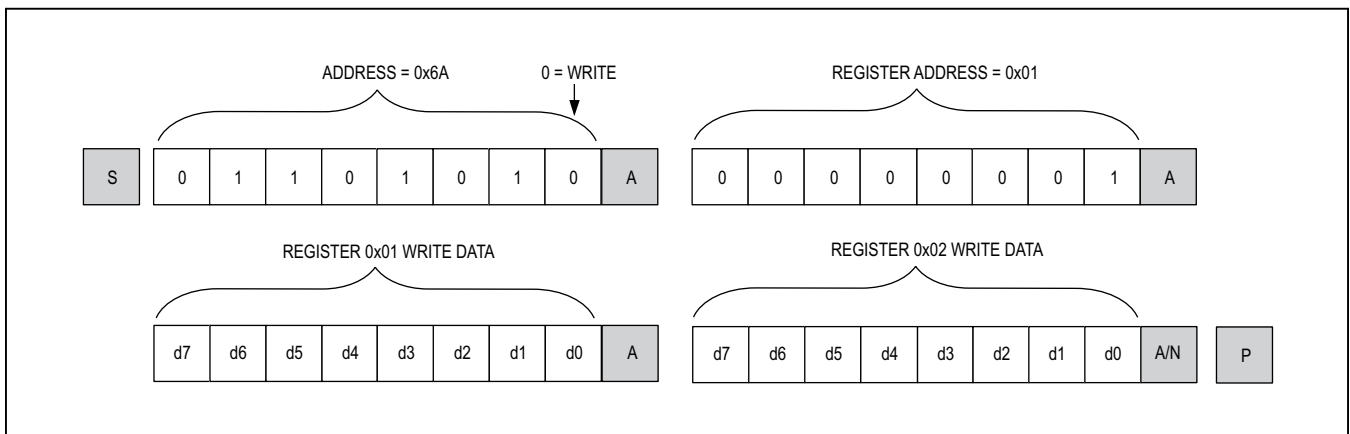 ADDRESS = 0x6A 0 = WRITE REGISTER ADDRESS = 0x01
S 0 1 1 0 1 0 1 0 A 0 0 0 0 0 0 0 1 A
REGISTER 0x01 WRITE DATA REGISTER 0x02 WRITE DATA
d7 d6 d5 d4 d3 d2 d1 d0 A d7 d6 d5 d4 d3 d2 d1 d0 A/N P